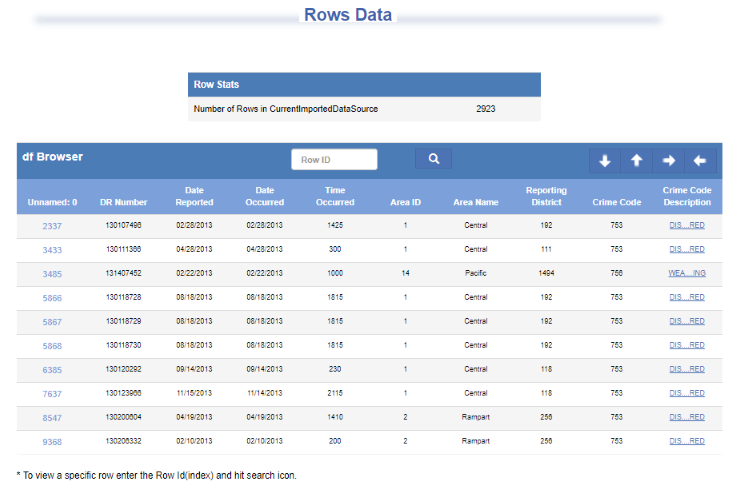 Rows Data
Row Stats
Number of Rows in CurrentImportedDataSource 2923
df Browser Row ID
Unnamed: 0 DR Number Date Reported Date Occurred Time Occurred Area ID Area Name Reporting District Crime Code Crime Code Description
2337 130107498 02/28/2013 02/28/2013 1425 1 Central 192 753 DIS...RED
3433 130111366 04/28/2013 04/28/2013 300 1 Central 111 753 DIS...RED
3485 131407452 02/22/2013 02/22/2013 1000 14 Pacific 1494 756 WEA...ING
5866 130118728 08/18/2013 08/18/2013 1815 1 Central 192 753 DIS...RED
5867 130118729 08/18/2013 08/18/2013 1815 1 Central 192 753 DIS...RED
5868 130118730 08/18/2013 08/18/2013 1815 1 Central 192 753 DIS...RED
6385 130120292 09/14/2013 09/14/2013 230 1 Central 118 753 DIS...RED
7637 130123966 11/15/2013 11/14/2013 2115 1 Central 118 753 DIS...RED
8547 130200604 04/19/2013 04/19/2013 1410 2 Rampart 256 753 DIS...RED
9368 130206332 02/10/2013 02/10/2013 200 2 Rampart 256 753 DIS...RED
* To view a specific row enter the Row Id(index) and hit search icon.